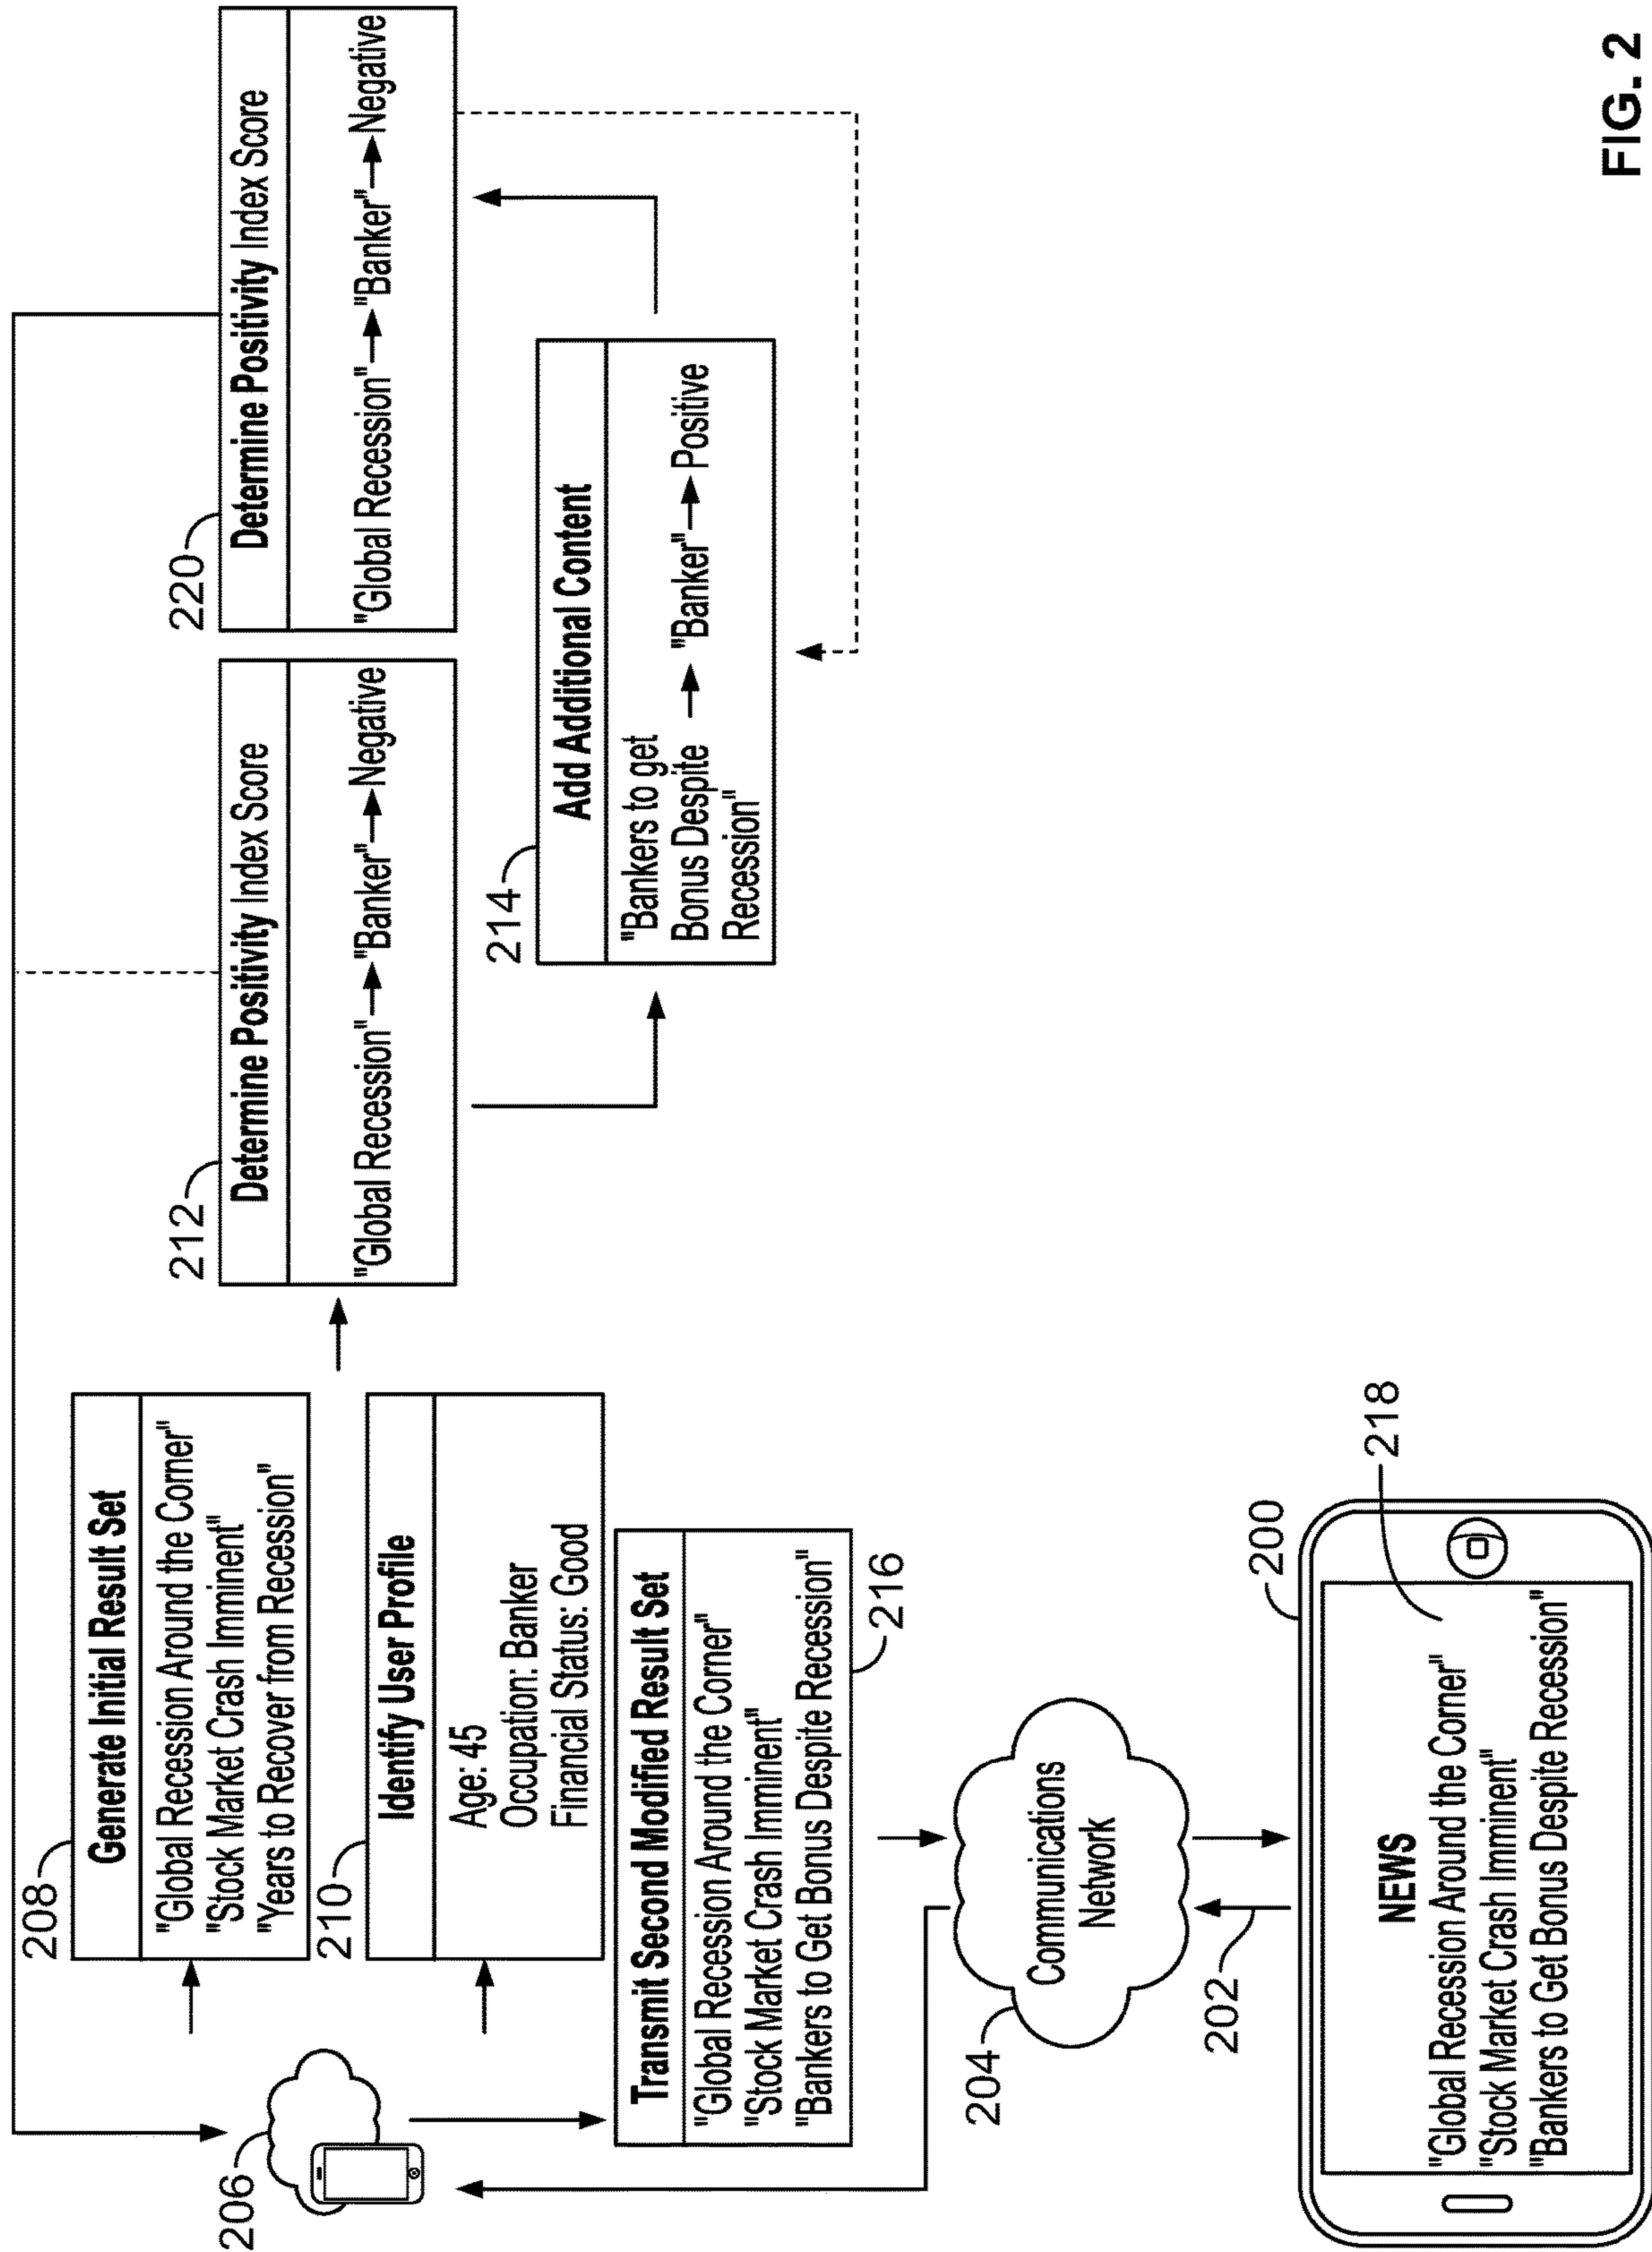 208
Generate Initial Result Set
"Global Recession Around the Corner"
"Stock Market Crash Imminent"
"Years to Recover from Recession"
206
210
Identify User Profile
Age: 45
Occupation: Banker
Financial Status: Good
212
Determine Positivity Index Score
"Global Recession" "Banker" Negative
220
Determine Positivity Index Score
"Global Recession" "Banker" Negative
214
Add Additional Content
"Bankers to get
Bonus Despite "Banker" Positive
Recession"
Transmit Second Modified Result Set
"Global Recession Around the Corner"
"Stock Market Crash Imminent"
"Bankers to Get Bonus Despite Recession"
216
204
Communications
Network
202
200
218
NEWS
"Global Recession Around the Corner"
"Stock Market Crash Imminent"
"Bankers to Get Bonus Despite Recession"
FIG. 2